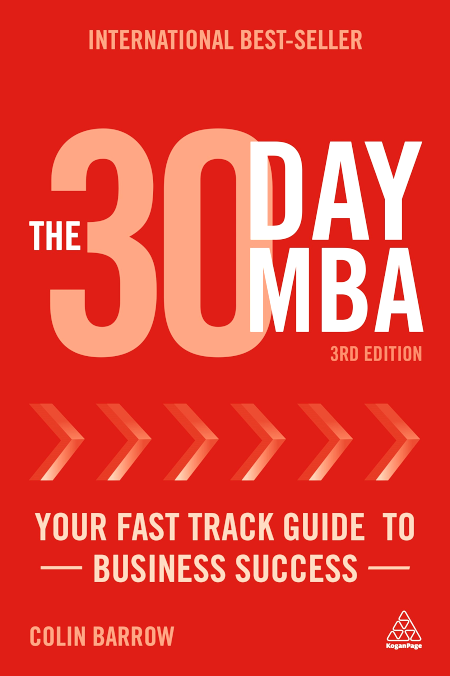 INTERNATIONAL BEST-SELLER
THE 30 DAY
MBA
3RD EDITION
YOUR FAST TRACK GUIDE TO
BUSINESS SUCCESS
COLIN BARROW
KoganPage